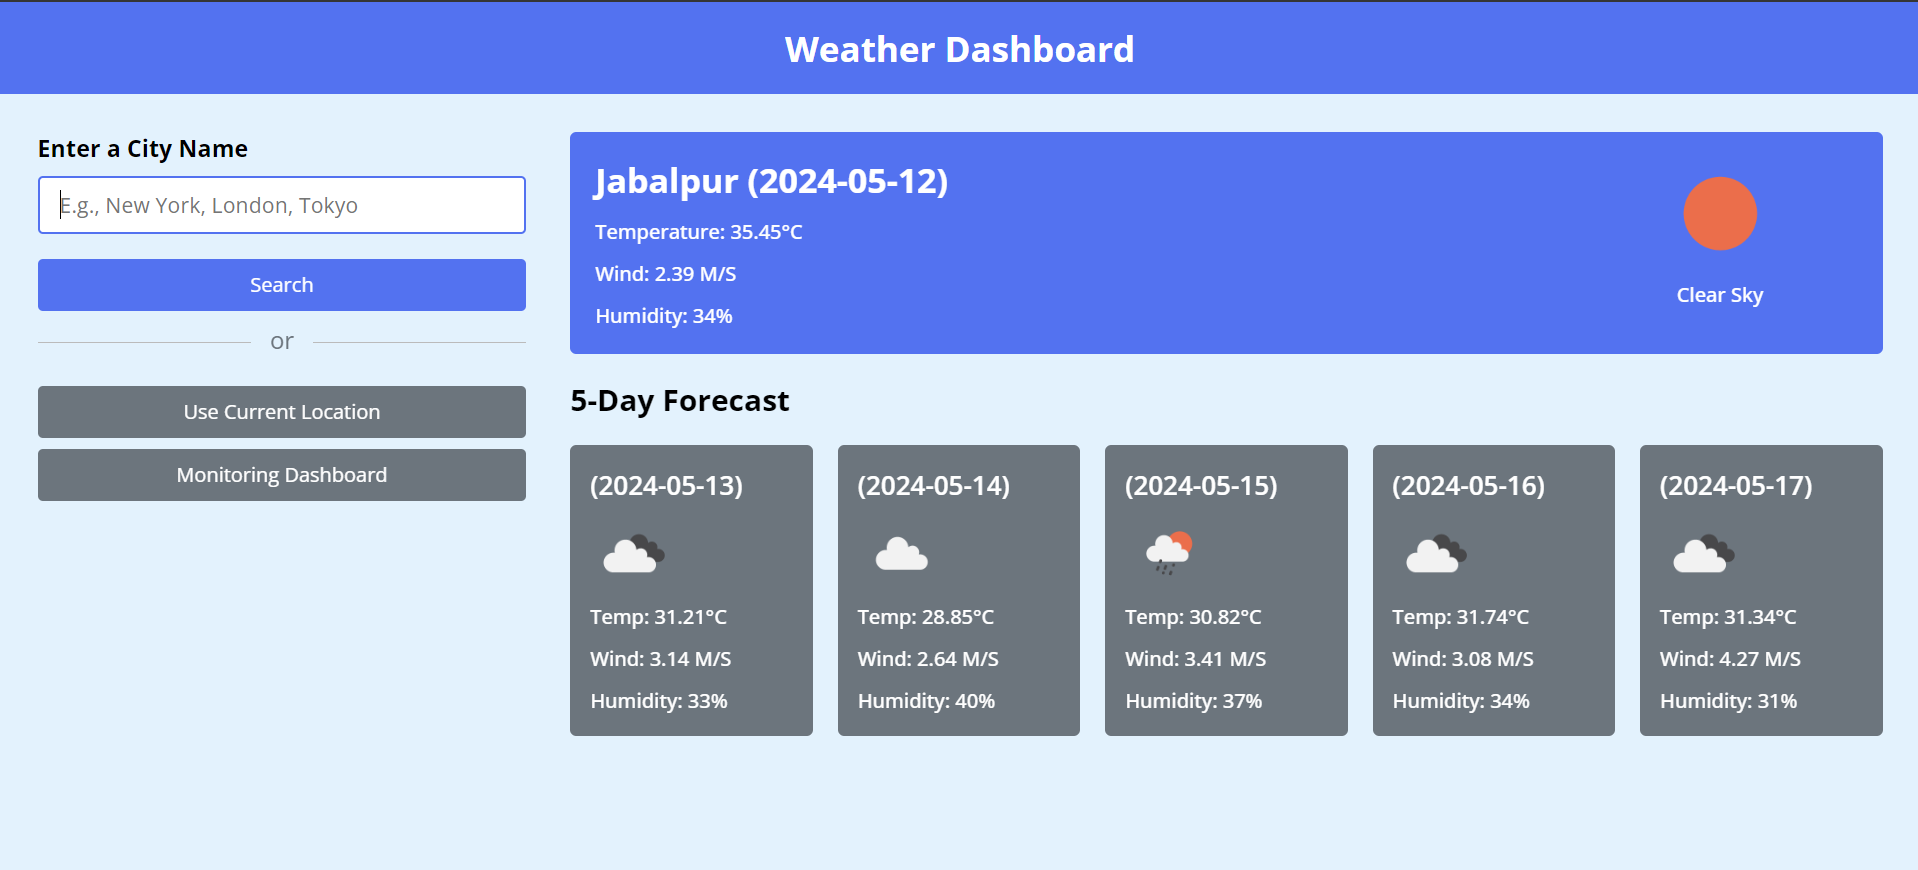 Weather Dashboard
Enter a City Name
E.g., New York, London, Tokyo
Search
or
Use Current Location
Monitoring Dashboard
Jabalpur (2024-05-12)
Temperature: 35.45°C
Wind: 2.39 M/S
Humidity: 34%
Clear Sky
5-Day Forecast
(2024-05-13)
Temp: 31.21°C
Wind: 3.14 M/S
Humidity: 33%
(2024-05-14)
Temp: 28.85°C
Wind: 2.64 M/S
Humidity: 40%
(2024-05-15)
Temp: 30.82°C
Wind: 3.41 M/S
Humidity: 37%
(2024-05-16)
Temp: 31.74°C
Wind: 3.08 M/S
Humidity: 34%
(2024-05-17)
Temp: 31.34°C
Wind: 4.27 M/S
Humidity: 31%